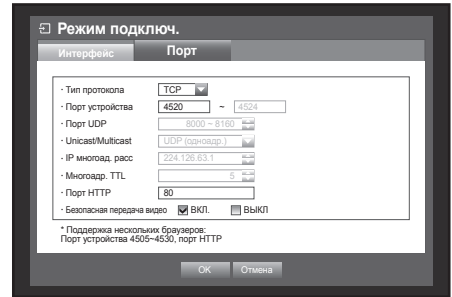 Режим подключ.
Интерфейс Порт
· Тип протокола TCP
· Порт устройства 4520 ~ 4524
· Порт UDP 8000 ~ 8160
· Unicast/Multicast UDP (одноадр.)
· IP многоад. расс 224.126.63.1
· Многоадр. TTL 5
· Порт HTTP 80
· Безопасная передача видео ВКЛ. ВЫКЛ
* Поддержка нескольких браузеров:
Порт устройства 4505~4530, порт HTTP
OK Отмена